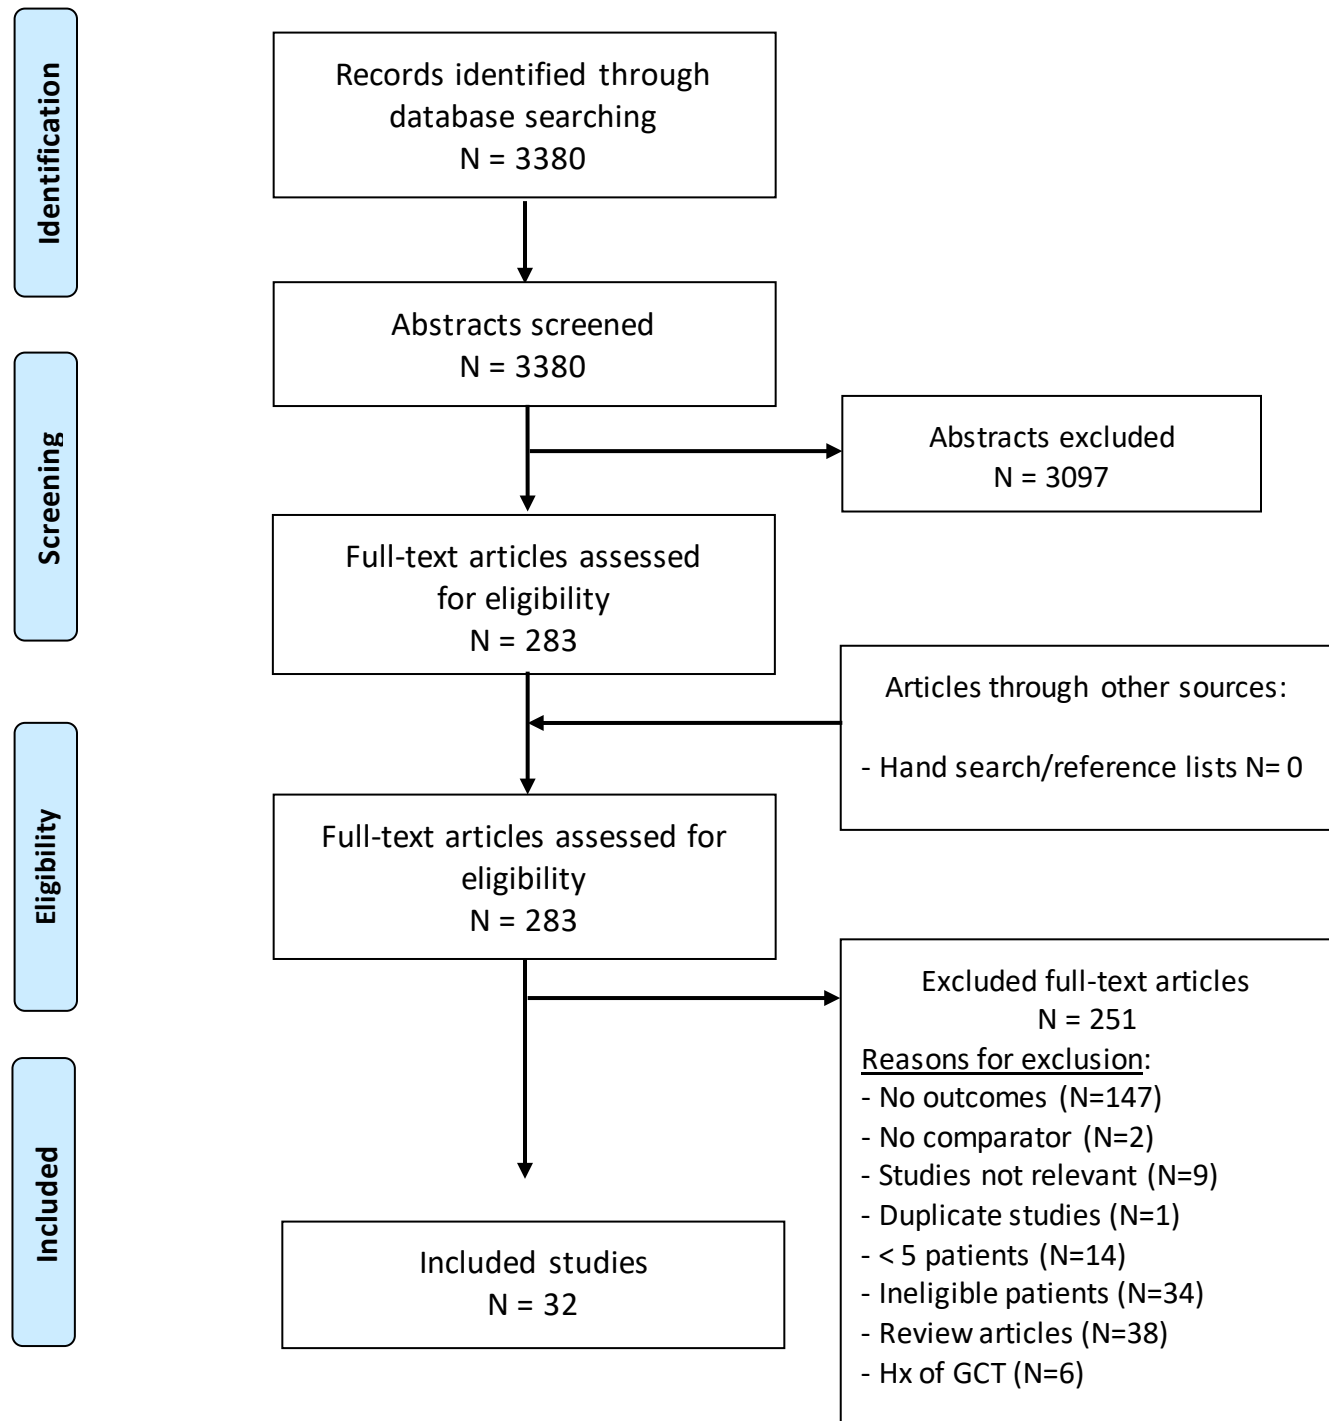 Identification
Records identified through
database searching
N = 3380
Abstracts screened
N = 3380
Screening
Abstracts excluded
N = 3097
Full-text articles assessed
for eligibility
N = 283
Articles through other sources:
- Hand search/reference lists N= 0
Eligibility
Full-text articles assessed for
eligibility
N = 283
Excluded full-text articles
N = 251
Reasons for exclusion:
- No outcomes (N=147)
- No comparator (N=2)
- Studies not relevant (N=9)
- Duplicate studies (N=1)
- < 5 patients (N=14)
- Ineligible patients (N=34)
- Review articles (N=38)
- Hx of GCT (N=6)
Included
Included studies
N = 32